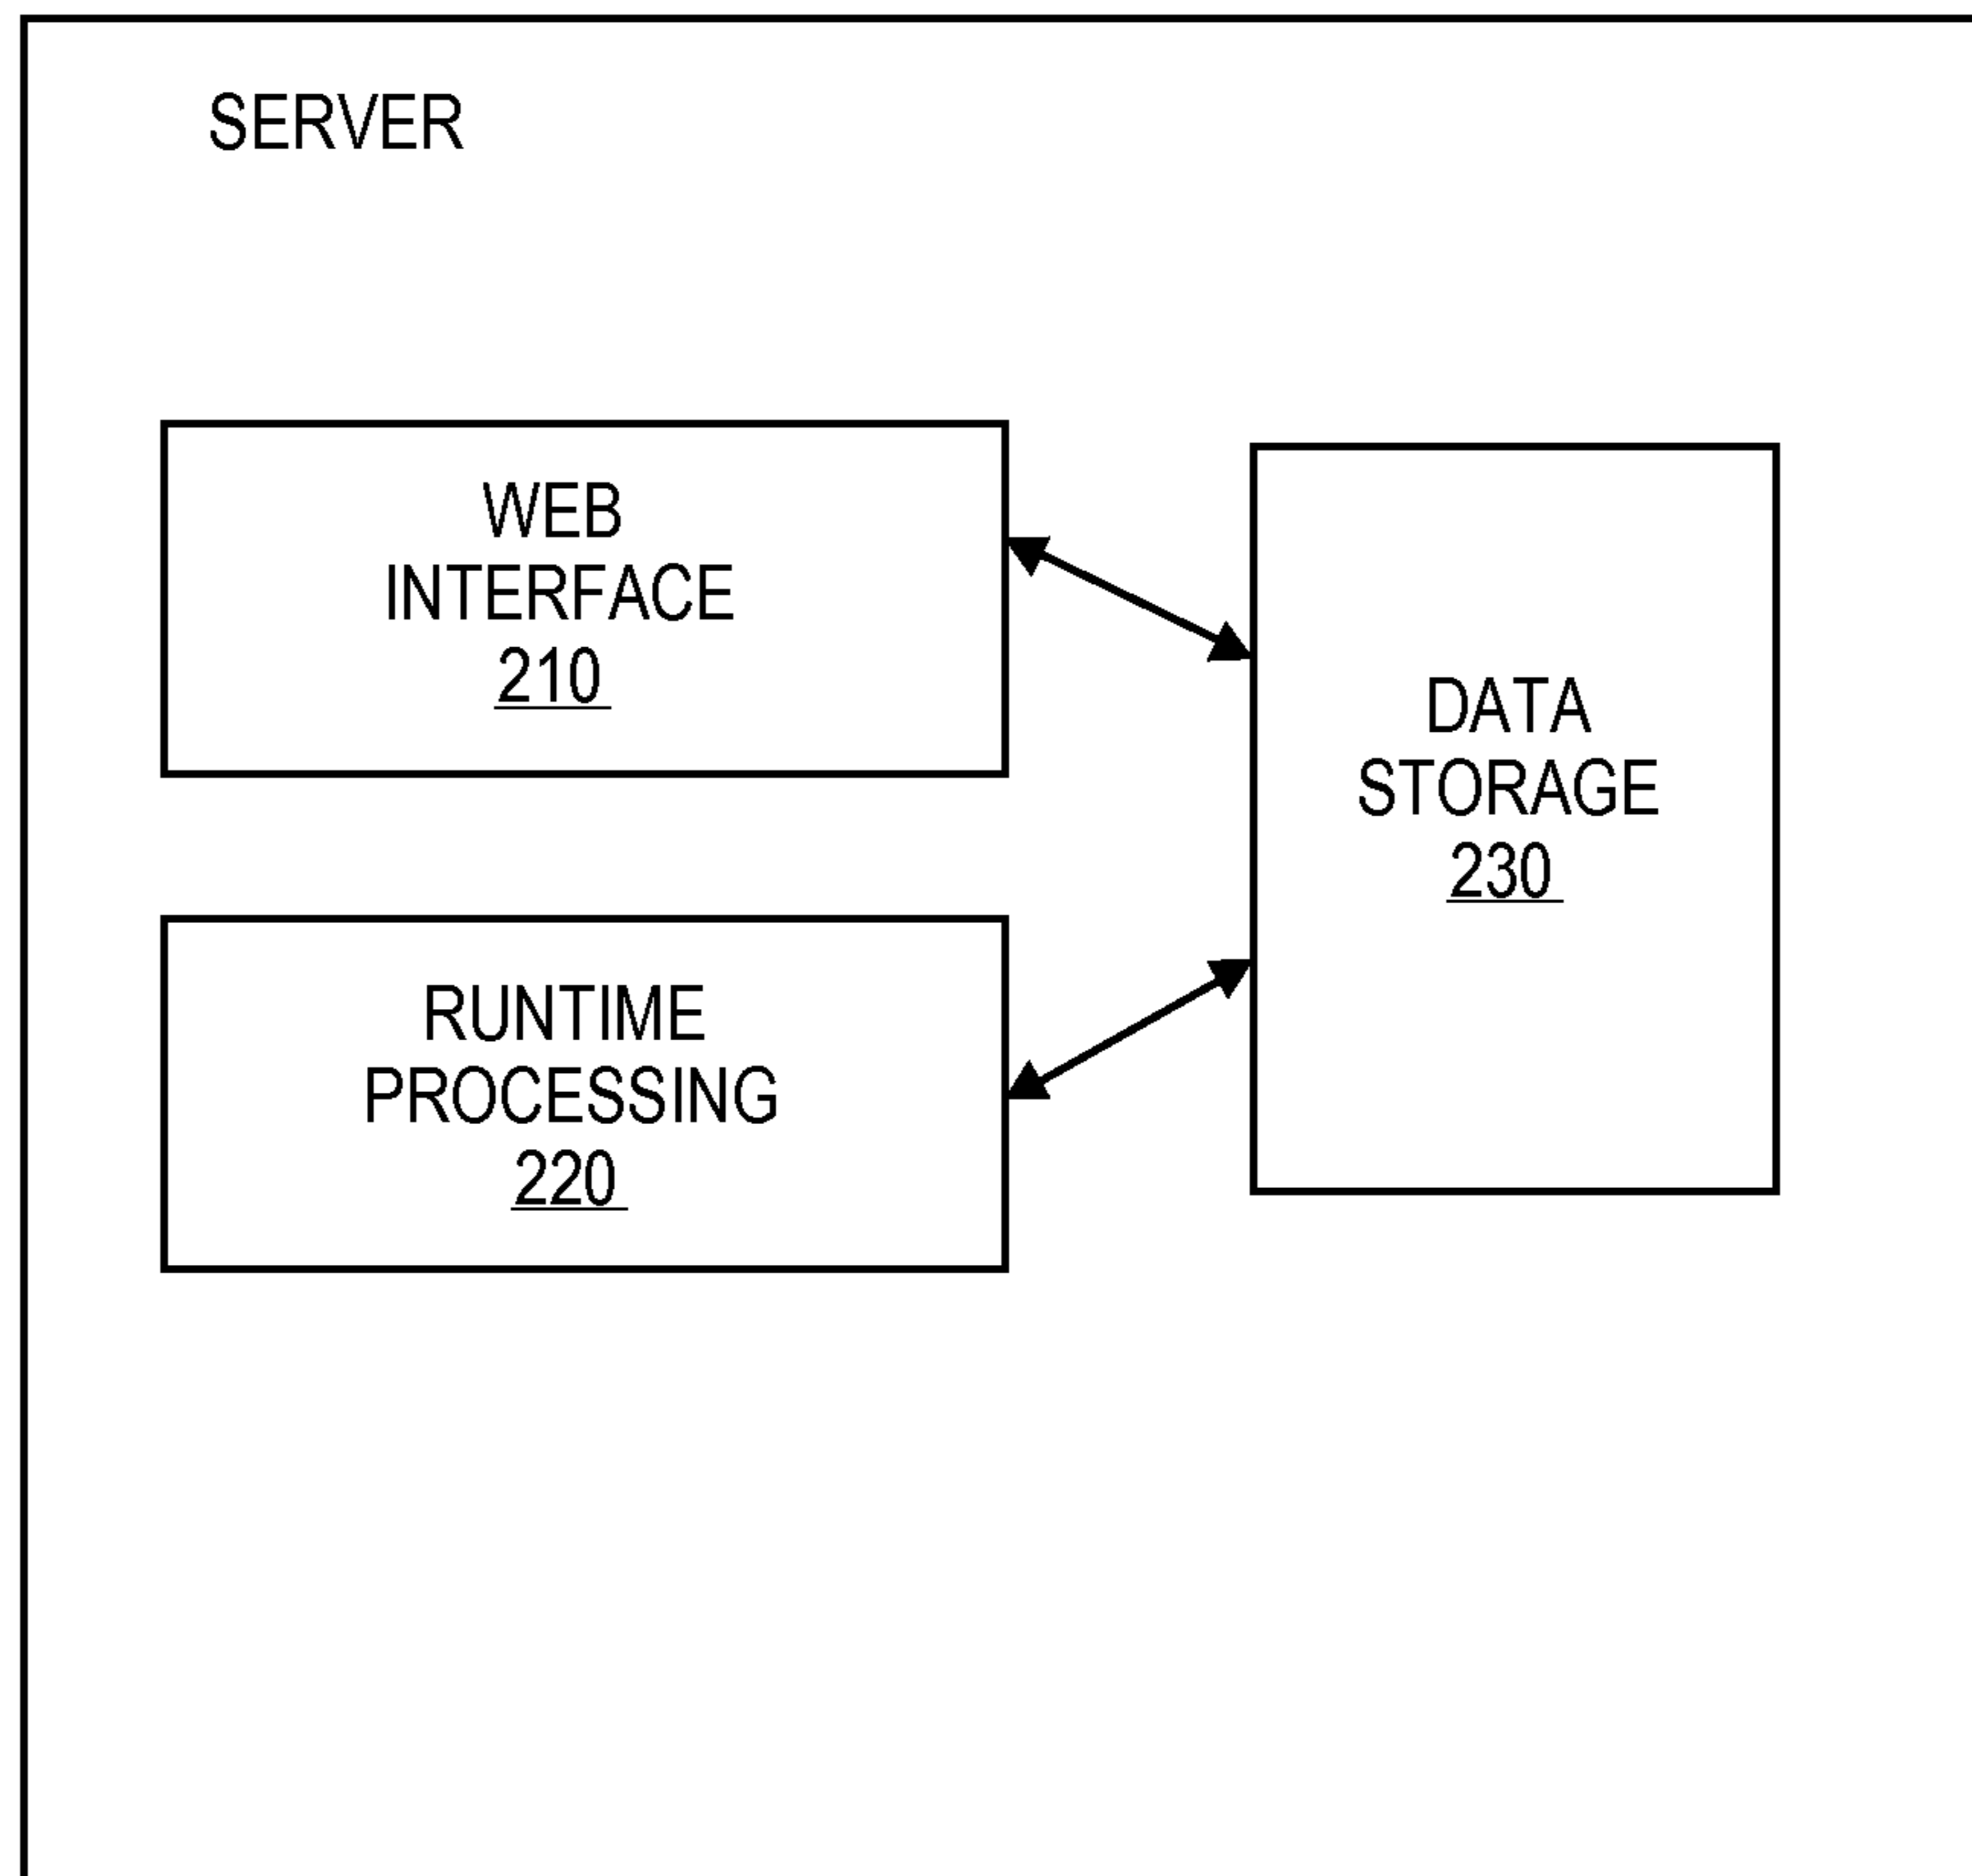 SERVER
WEB
INTERFACE
210
RUNTIME
PROCESSING
220
DATA
STORAGE
230